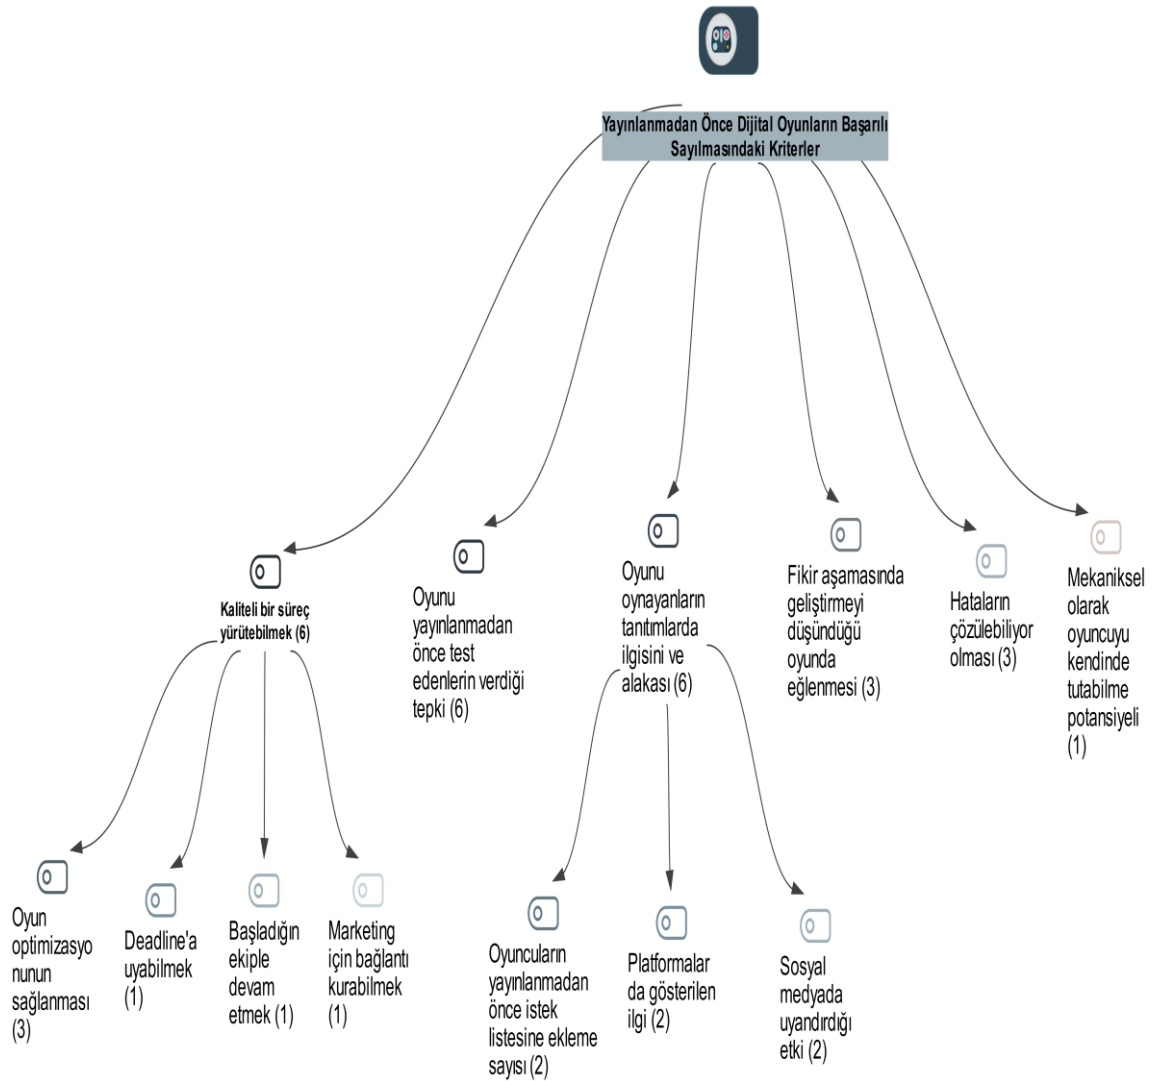 Yayınlanmadan Önce Dijital Oyunların Başarılı
Sayılmasındaki Kriterler
Kaliteli bir süreç
yürütebilmek (6)
Oyunu
yayınlanmadan
önce test
edenlerin verdiği
tepki (6)
Oyunu
oynayanların
tanıtımlarda
ilgisini ve
alakası (6)
Fikir aşamasında
geliştirmeyi
düşündüğü
oyunda
eğlenmesi (3)
Hataların
çözülebiliyor
olması (3)
Mekaniksel
olarak
oyuncuyu
kendinde
tutabilme
potansiyeli
(1)
Oyun
optimizasyo
nunun
sağlanması
(3)
Deadline'a
uyabilmek
(1)
Başladığın
ekiple
devam
etmek (1)
Marketing
için bağlantı
kurabilmek
(1)
Oyuncuların
yayınlanmadan
önce istek
listesine ekleme
sayısı (2)
Platformalar
da gösterilen
ilgi (2)
Sosyal
medyada
uyandırdığı
etki (2)